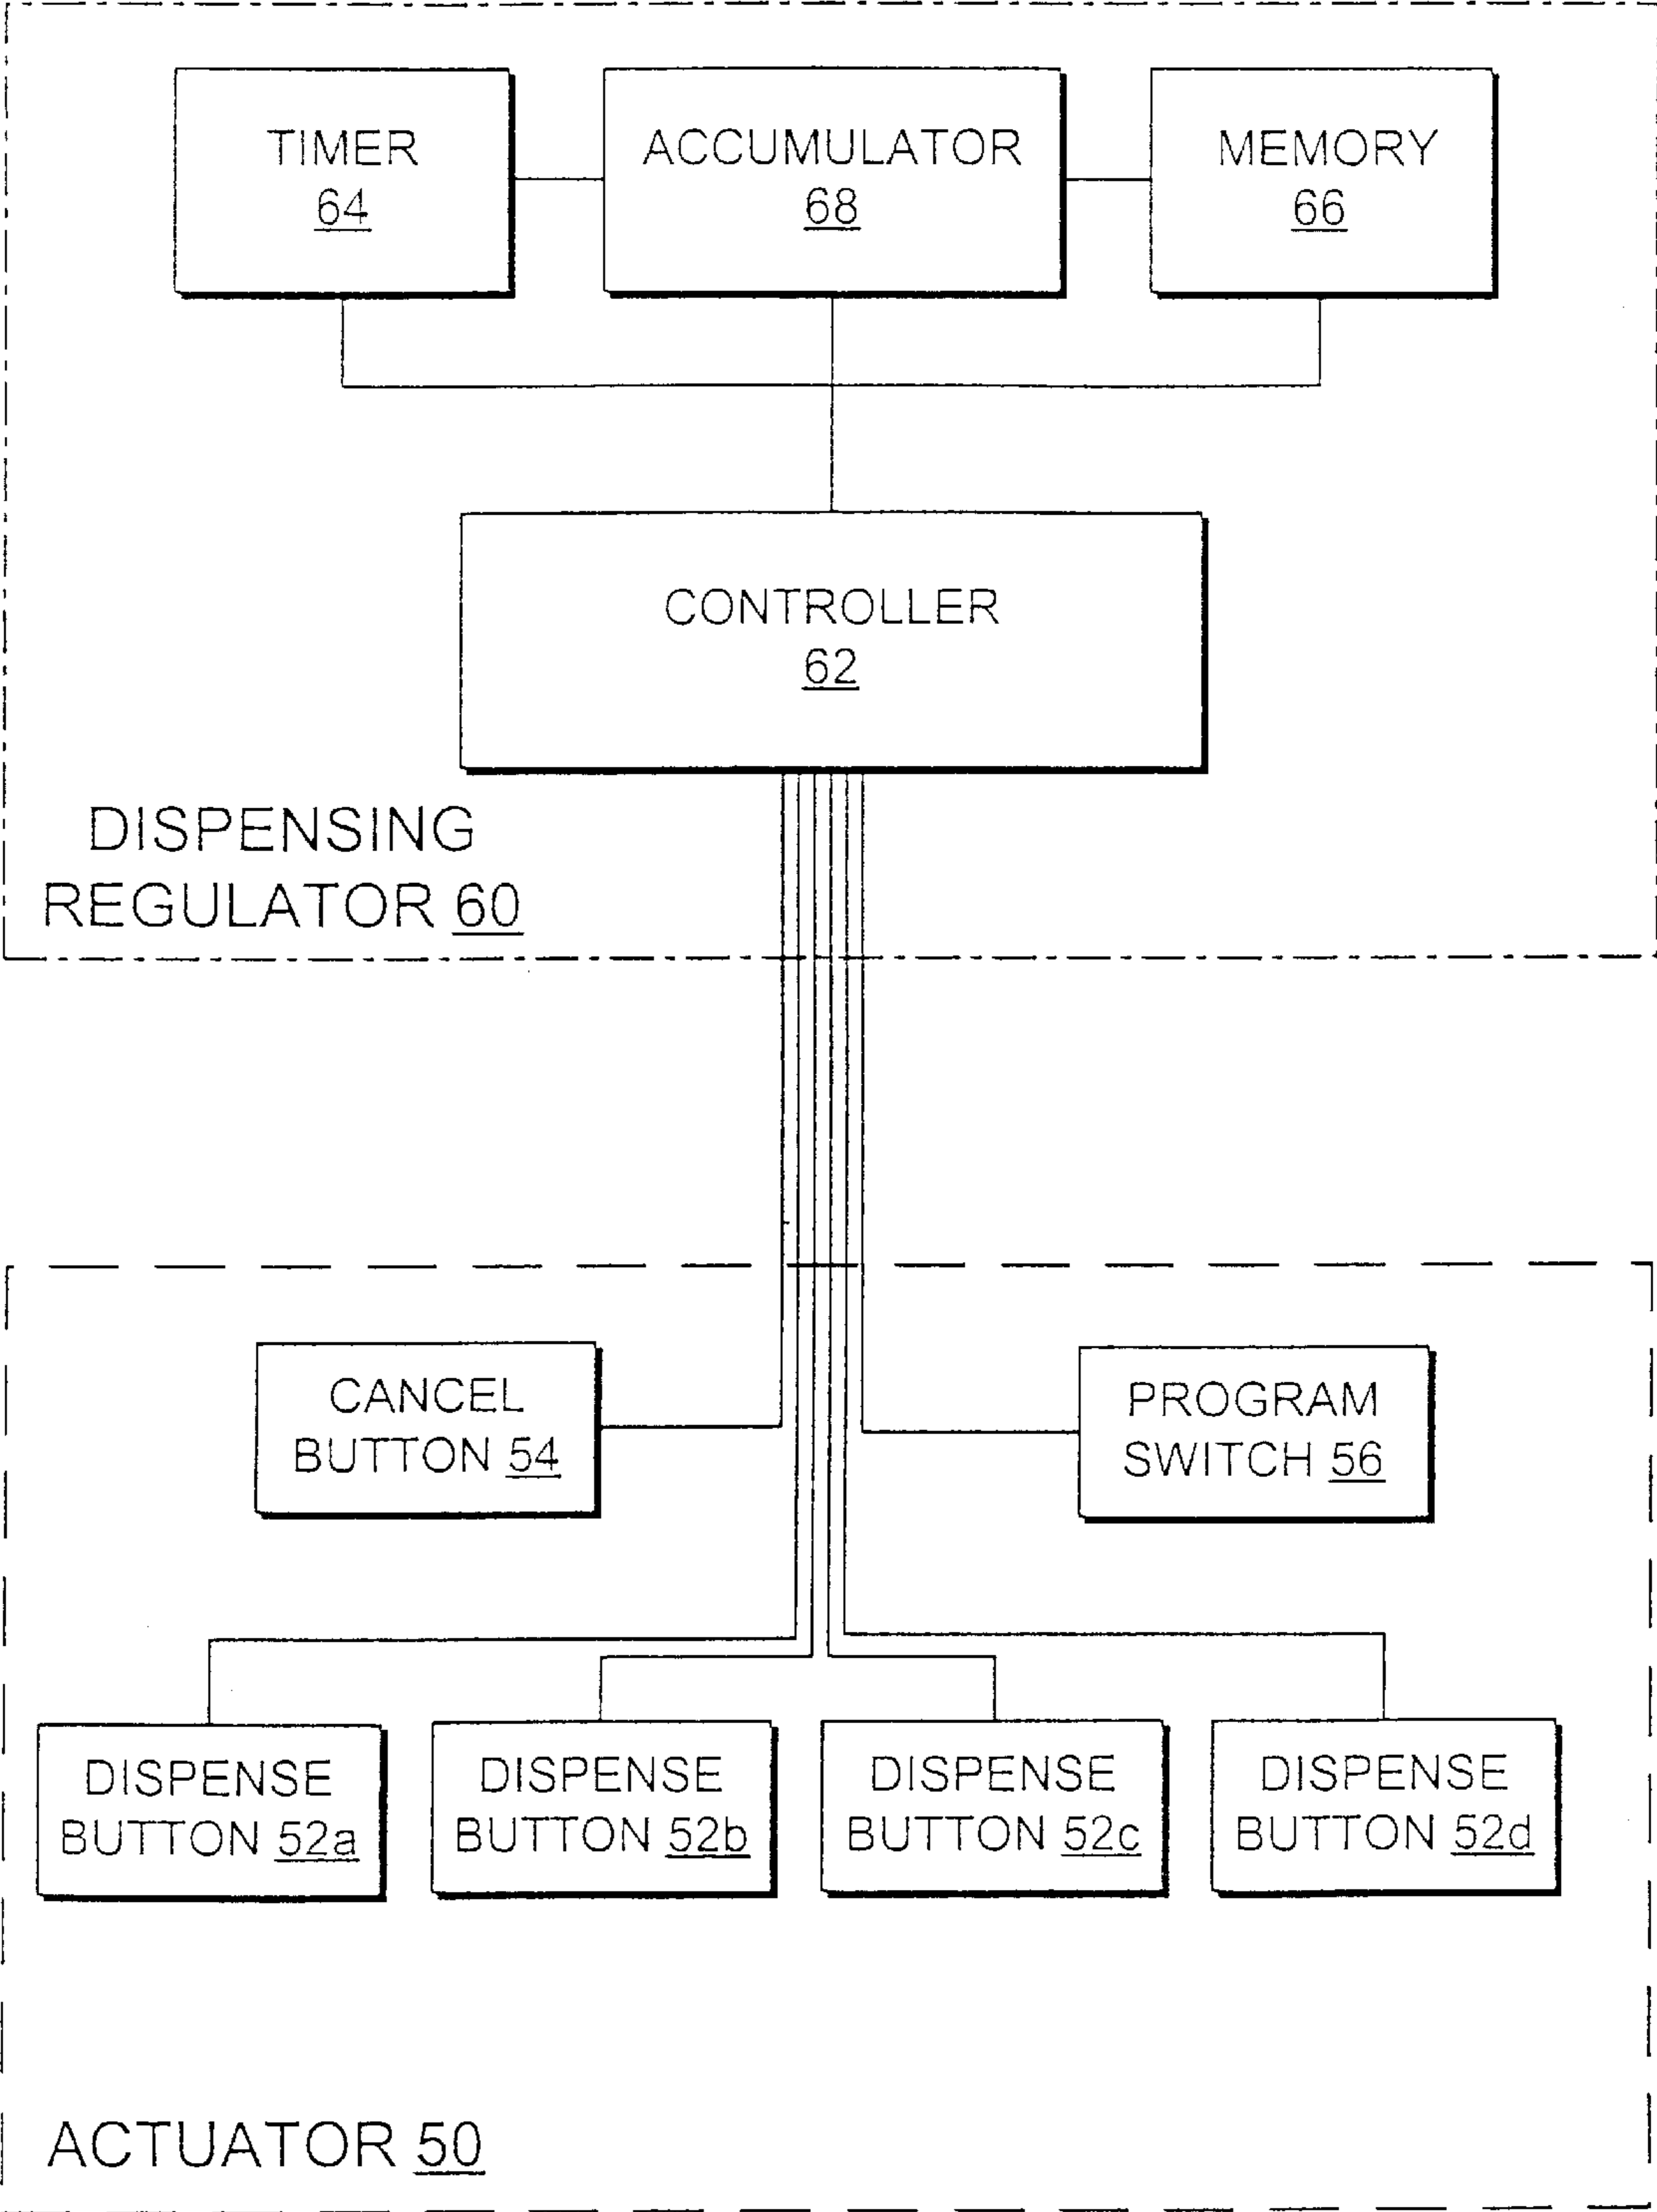 TIMER
64
ACCUMULATOR
68
MEMORY
66
CONTROLLER
62
DISPENSING
REGULATOR 60
CANCEL
BUTTON 54
PROGRAM
SWITCH 56
DISPENSE
BUTTON 52a
DISPENSE
BUTTON 52b
DISPENSE
BUTTON 52c
DISPENSE
BUTTON 52d
ACTUATOR 50